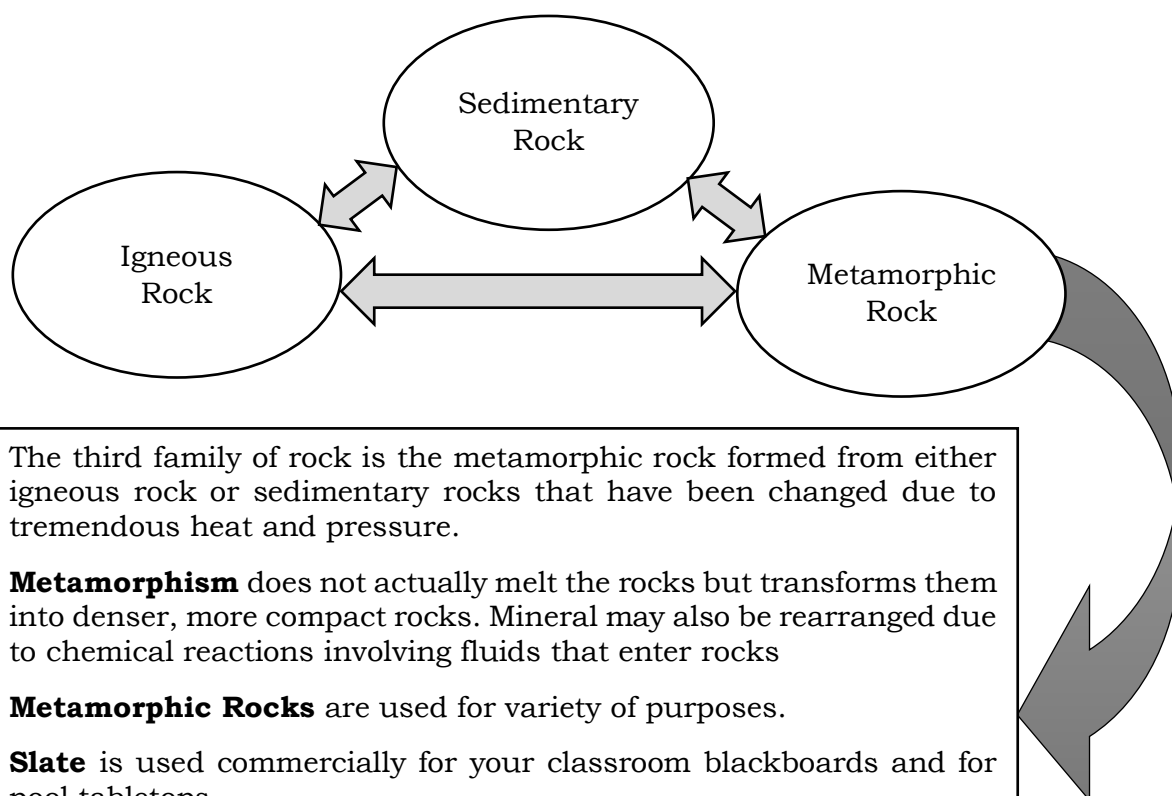 Sedimentary
Rock
Igneous
Rock
Metamorphic
Rock
The third family of rock is the metamorphic rock formed from either
igneous rock or sedimentary rocks that have been changed due to
tremendous heat and pressure.
Metamorphism does not actually melt the rocks but transforms them
into denser, more compact rocks. Mineral may also be rearranged due
to chemical reactions involving fluids that enter rocks
Metamorphic Rocks are used for variety of purposes.
Slate is used commercially for your classroom blackboards and for
pool tabletops